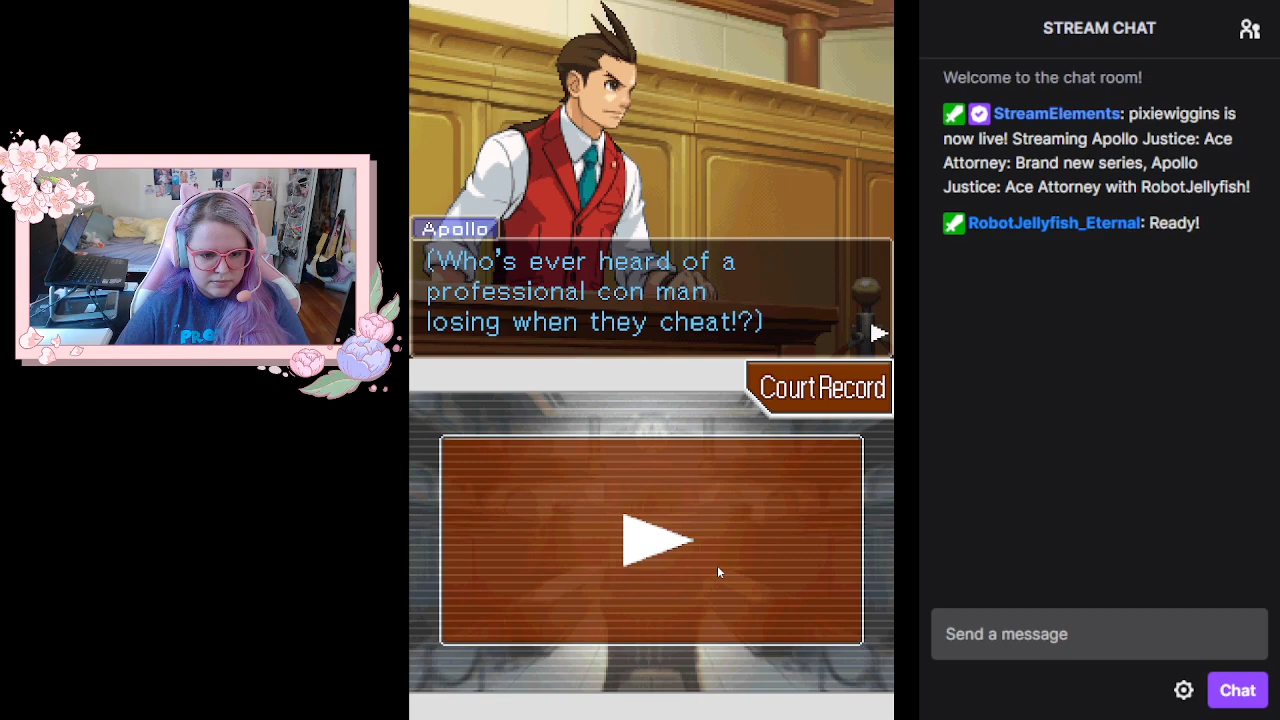 Apollo
(Who's ever heard of a
professional con man
losing when they cheat!?)
Court Record
STREAM CHAT
Welcome to the chat room!
StreamElements: pixiewiggins is
now live! Streaming Apollo Justice: Ace
Attorney: Brand new series, Apollo
Justice: Ace Attorney with RobotJellyfish!
RobotJellyfish_Eternal: Ready!
Send a message
Chat